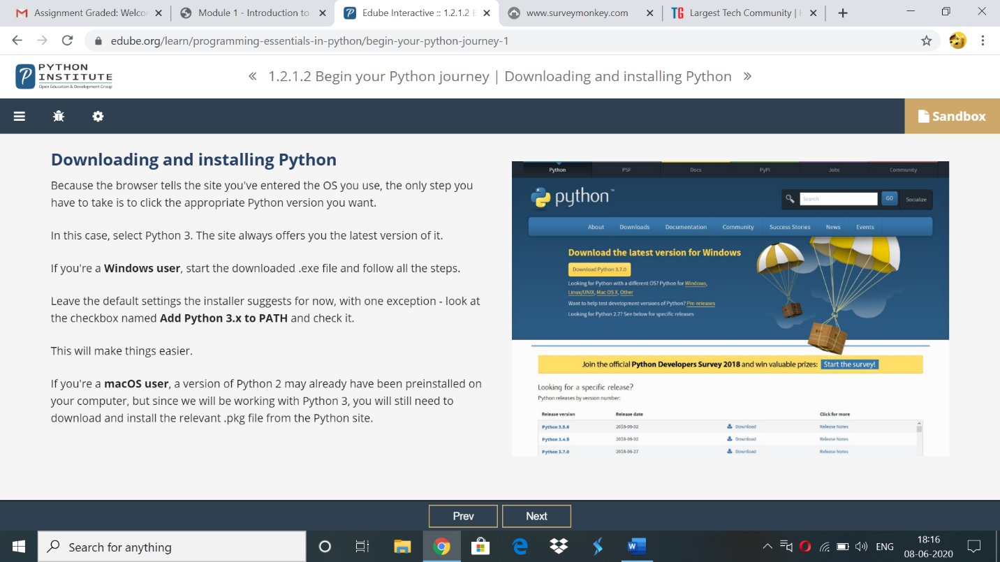 Assignment Graded: Welco
Module 1 - Introduction to
Edube Interactive :: 1.2.1.2
www.surveymonkey.com
TG Largest Tech Community |
edube.org/learn/programming-essentials-in-python/begin-your-python-journey-1
PYTHON
INSTITUTE
Open Education & Development Group
« 1.2.1.2 Begin your Python journey | Downloading and installing Python »
Sandbox
Downloading and installing Python
Because the browser tells the site you've entered the OS you use, the only step you
have to take is to click the appropriate Python version you want.
In this case, select Python 3. The site always offers you the latest version of it.
If you're a Windows user, start the downloaded .exe file and follow all the steps.
Leave the default settings the installer suggests for now, with one exception - look at
the checkbox named Add Python 3.x to PATH and check it.
This will make things easier.
If you're a macOS user, a version of Python 2 may already have been preinstalled on
your computer, but since we will be working with Python 3, you will still need to
download and install the relevant .pkg file from the Python site.
Python PSF Docs PyPI Jobs Community
python™
Search GO Socialize
About Downloads Documentation Community Success Stories News Events
Download the latest version for Windows
Download Python 3.7.0
Looking for Python with a different OS? Python for Windows,
Linux/UNIX, Mac OS X, Other
Want to help test development versions of Python? Pre-releases
Looking for Python 2.7? See below for specific releases
Join the official Python Developers Survey 2018 and win valuable prizes: Start the survey!
Looking for a specific release?
Python releases by version number:
Release version Release date Click for more
Python 3.5.6 2018-08-02 Download Release Notes
Python 3.4.9 2018-08-02 Download Release Notes
Python 3.7.0 2018-06-27 Download Release Notes
Prev Next
Search for anything
ENG
18:16
08-06-2020